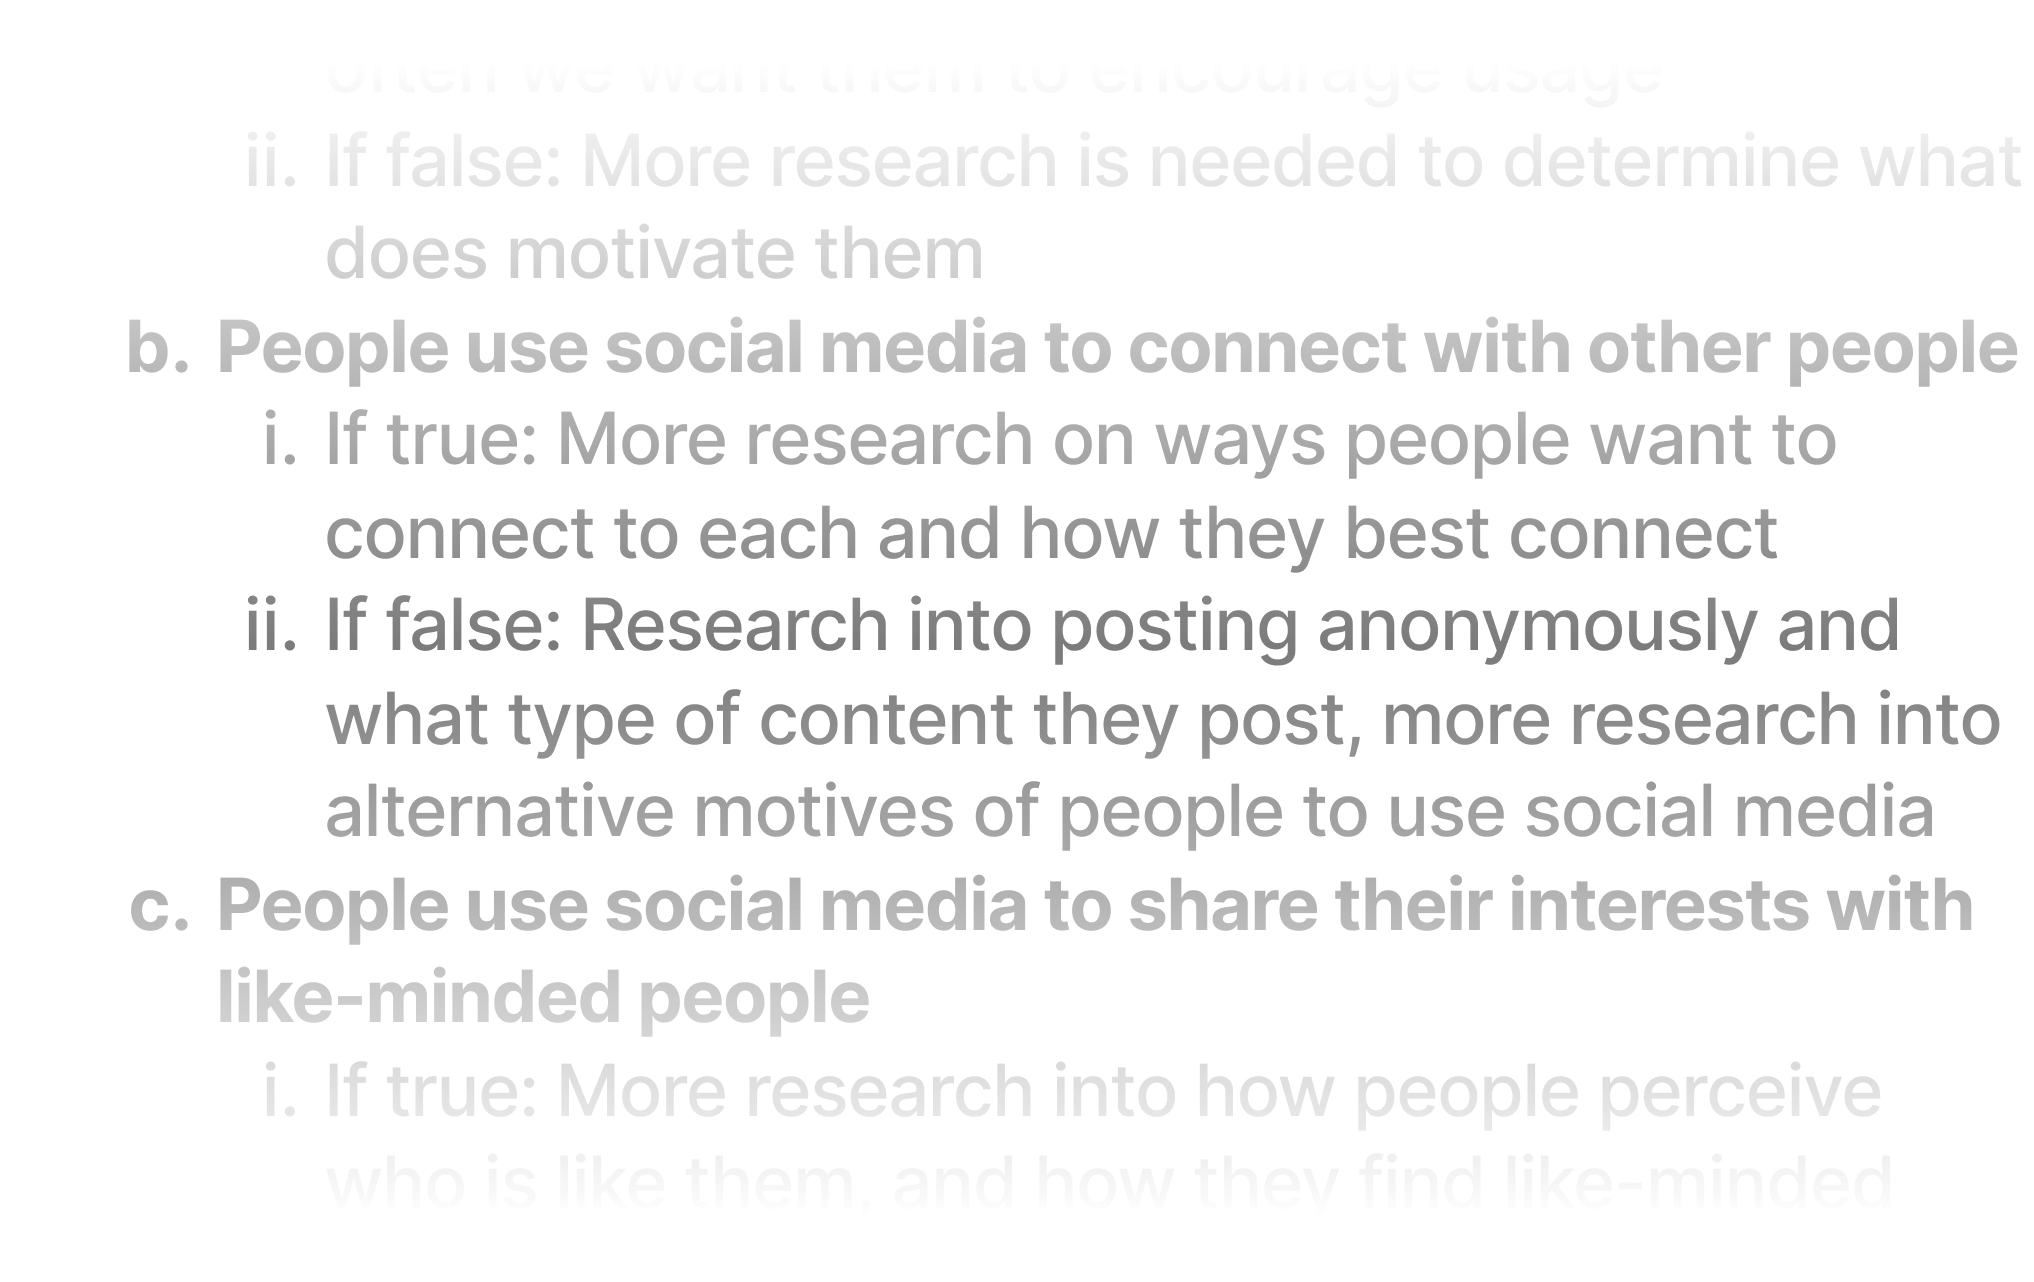 often we want them to encourage usage
ii. If false: More research is needed to determine what
does motivate them
b. People use social media to connect with other people
i. If true: More research on ways people want to
connect to each and how they best connect
ii. If false: Research into posting anonymously and
what type of content they post, more research into
alternative motives of people to use social media
c. People use social media to share their interests with
like-minded people
i. If true: More research into how people perceive
who is like them, and how they find like-minded